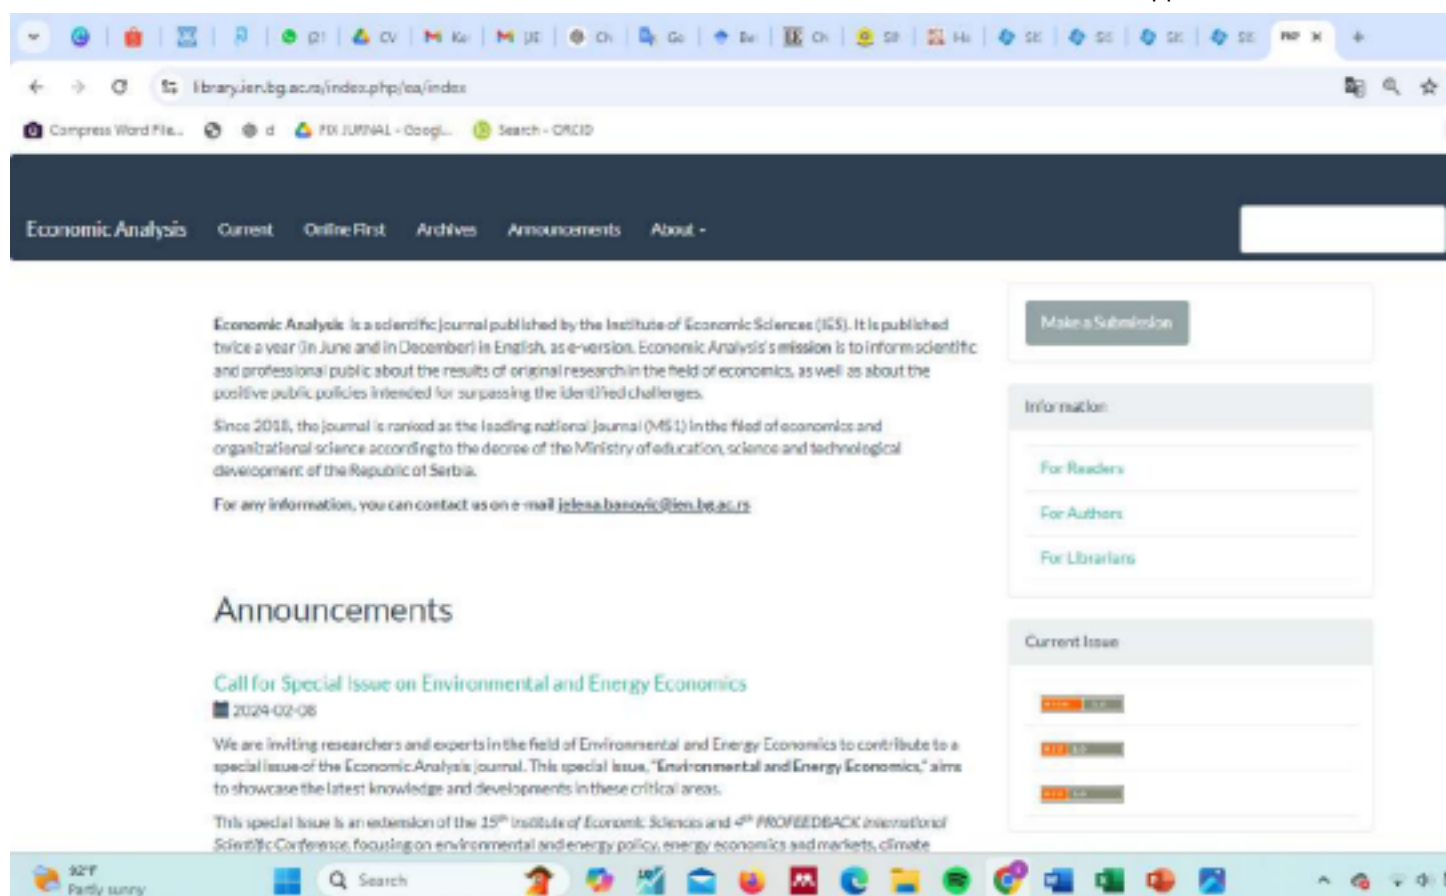 CV
library.ien.bg.ac.rs/index.php/ea/index
Compress Word File...
d
FIX JURNAL - Googl...
Search - ORCID
Economic Analysis
Current
Online First
Archives
Announcements
About
Economic Analysis is a scientific journal published by the Institute of Economic Sciences (IES). It is published
twice a year (in June and in December) in English, as e-version. Economic Analysis's mission is to inform scientific
and professional public about the results of original research in the field of economics, as well as about the
positive public policies intended for surpassing the identified challenges.
Since 2018, the journal is ranked as the leading national journal (M51) in the filed of economics and
organizational science according to the decree of the Ministry of education, science and technological
development of the Republic of Serbia.
For any information, you can contact us on e-mail jelena.banovic@ien.bg.ac.rs
Make a Submission
Information
For Readers
For Authors
For Librarians
Announcements
Call for Special Issue on Environmental and Energy Economics
2024-02-08
We are inviting researchers and experts in the field of Environmental and Energy Economics to contribute to a
special issue of the Economic Analysis journal. This special issue, "Environmental and Energy Economics," aims
to showcase the latest knowledge and developments in these critical areas.
This special issue is an extension of the 15th Institute of Economic Sciences and 4th PROFEEDBACK International
Scientific Conference, focusing on environmental and energy policy, energy economics and markets, climate
Current Issue
92°F
Partly sunny
Search